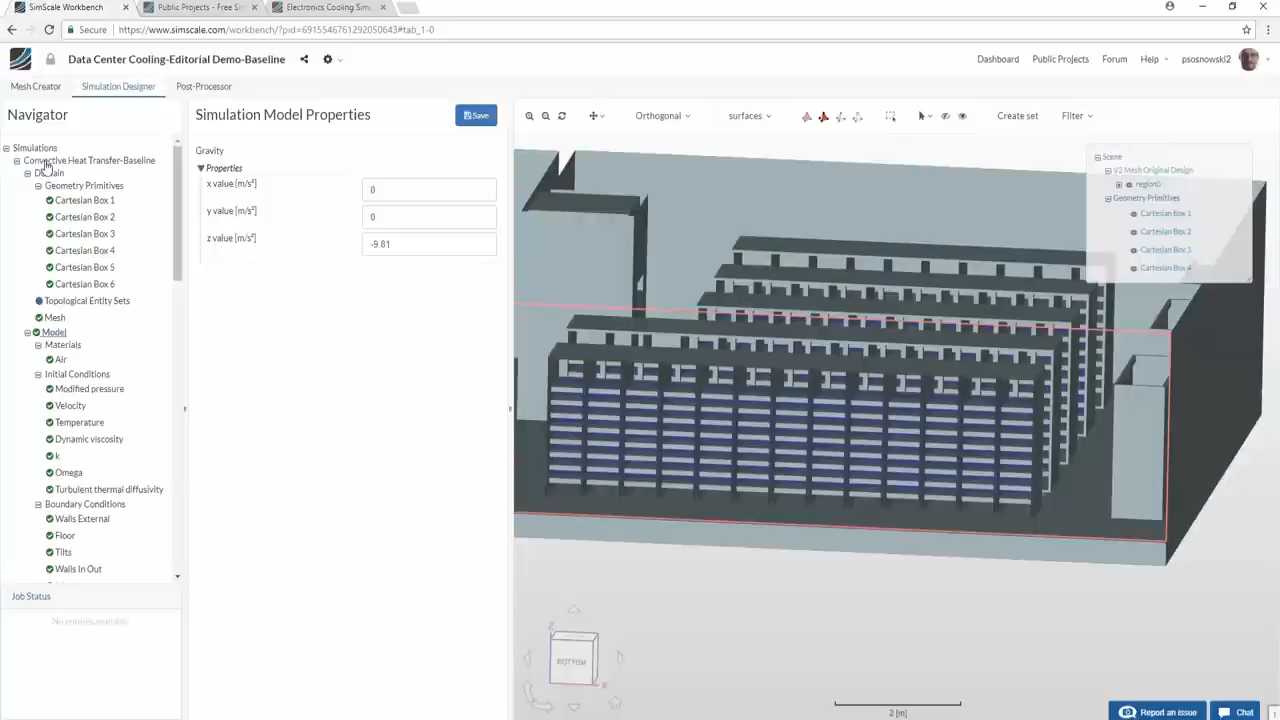 SimScale Workbench
Public Projects - Free Si
Electronics Cooling Sim
Secure
https://www.simscale.com/workbench/?pid=6915546761292050643#tab_1-0
Data Center Cooling-Editorial Demo-Baseline
Dashboard
Public Projects
Forum
Help
psosnowski2
Mesh Creator
Simulation Designer
Post-Processor
Navigator
Simulations
Convective Heat Transfer-Baseline
Domain
Geometry Primitives
Cartesian Box 1
Cartesian Box 2
Cartesian Box 3
Cartesian Box 4
Cartesian Box 5
Cartesian Box 6
Topological Entity Sets
Mesh
Model
Materials
Air
Initial Conditions
Modified pressure
Velocity
Temperature
Dynamic viscosity
k
Omega
Turbulent thermal diffusivity
Boundary Conditions
Walls External
Floor
Tilts
Walls In Out
Job Status
No entries available
Simulation Model Properties
Save
Gravity
Properties
x value [m/s²]
0
y value [m/s²]
0
z value [m/s²]
-9.81
Orthogonal
surfaces
Create set
Filter
Scene
V2 Mesh Original Design
region0
Geometry Primitives
Cartesian Box 1
Cartesian Box 2
Cartesian Box 3
Cartesian Box 4
Z
BOTTOM
X
2 [m]
Report an issue
Chat